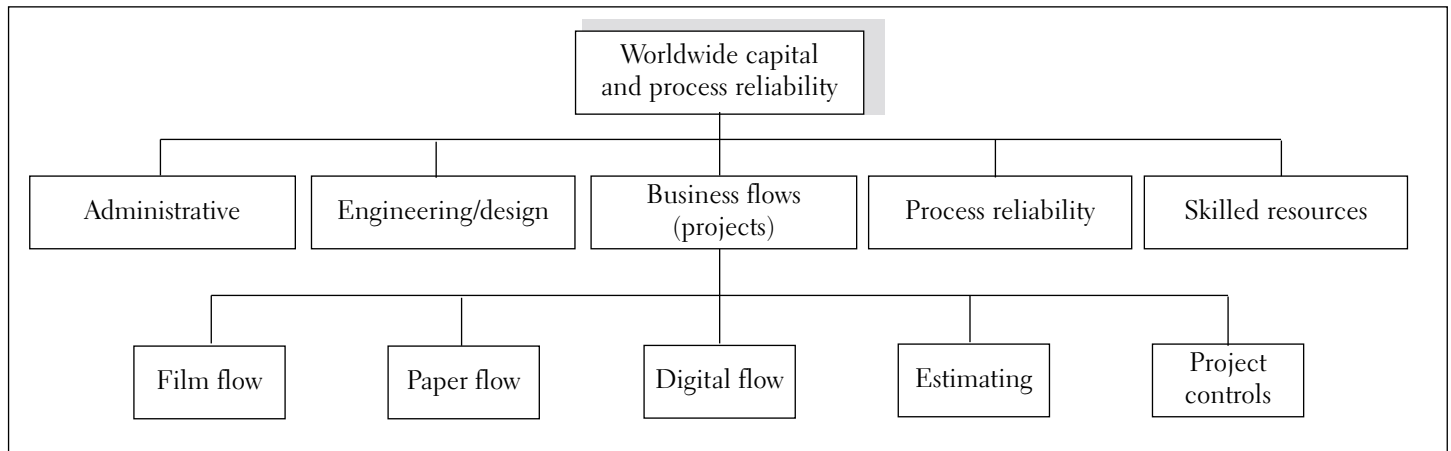 Worldwide capital
and process reliability
Administrative
Engineering/design
Business flows
(projects)
Process reliability
Skilled resources
Film flow
Paper flow
Digital flow
Estimating
Project
controls